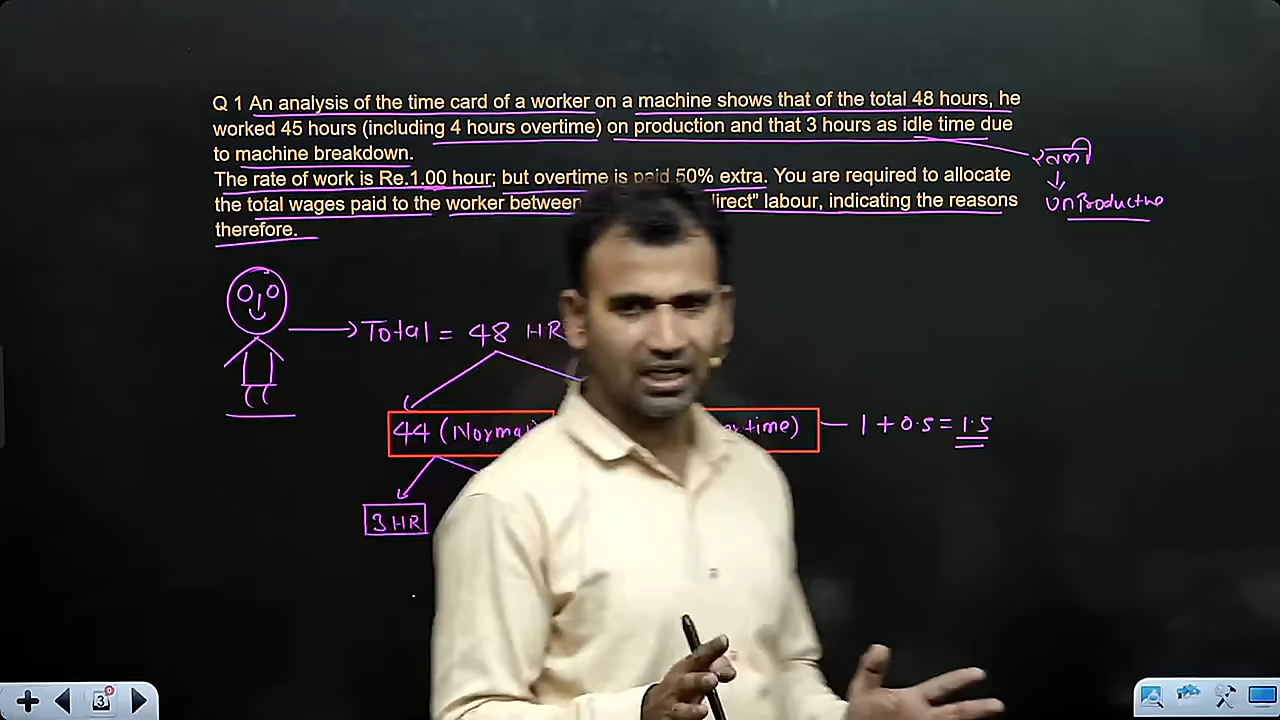 Q 1 An analysis of the time card of a worker on a machine shows that of the total 48 hours, he
worked 45 hours (including 4 hours overtime) on production and that 3 hours as idle time due
to machine breakdown.
The rate of work is Re.1.00 hour; but overtime is paid 50% extra. You are required to allocate
the total wages paid to the worker between irect" labour, indicating the reasons
therefore.
खाली
Unproductive
Total = 48 HR
44 (Normal time) 1 + 0.5 = 1.5
3 HR
3